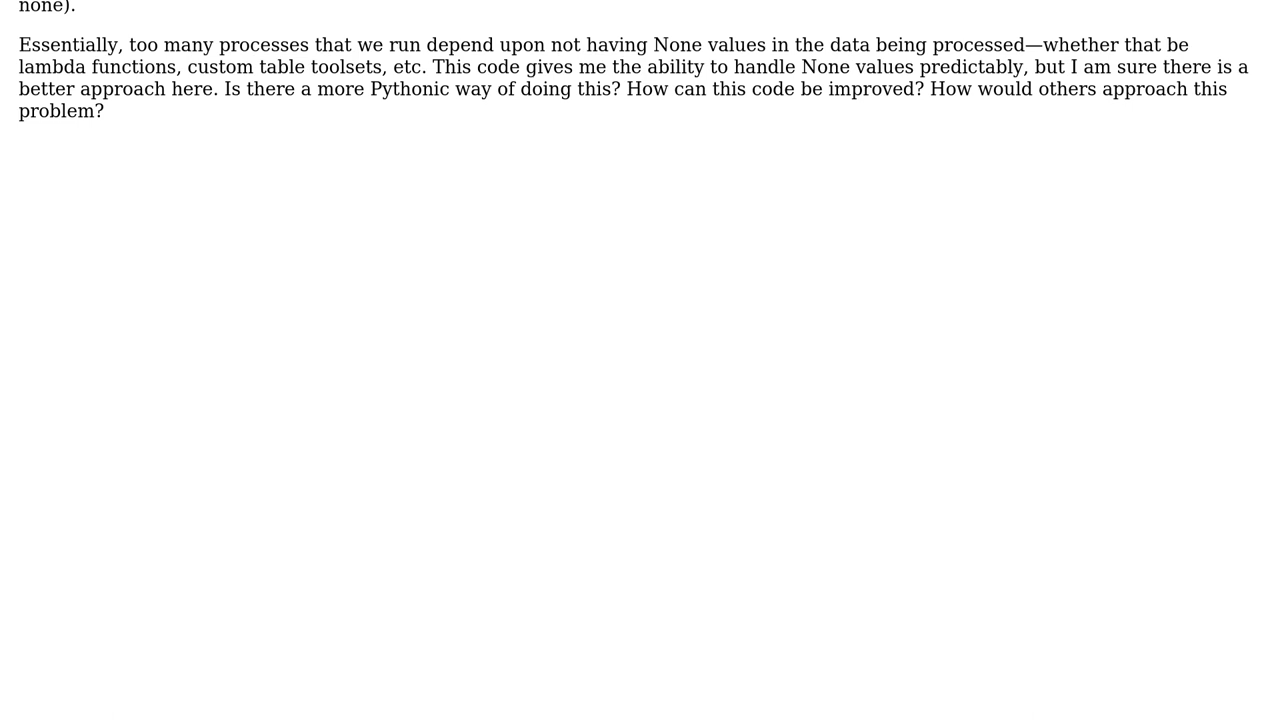 none).
Essentially, too many processes that we run depend upon not having None values in the data being processed—whether that be
lambda functions, custom table toolsets, etc. This code gives me the ability to handle None values predictably, but I am sure there is a
better approach here. Is there a more Pythonic way of doing this? How can this code be improved? How would others approach this
problem?